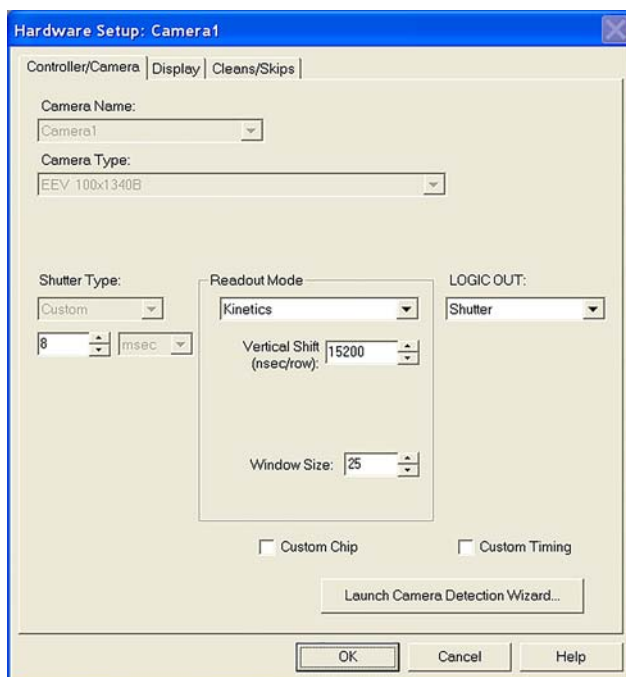 Hardware Setup: Camera1
Controller/Camera Display Cleans/Skips
Camera Name:
Camera1
Camera Type:
EEV 100x1340B
Shutter Type:
Custom
8 msec
Readout Mode
Kinetics
Vertical Shift
(nsec/row):
15200
Window Size: 25
LOGIC OUT:
Shutter
Custom Chip
Custom Timing
Launch Camera Detection Wizard...
OK Cancel Help